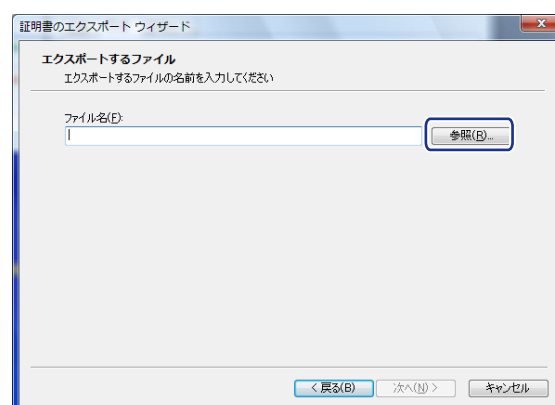 証明書のエクスポート ウィザード
エクスポートするファイル
エクスポートするファイルの名前を入力してください
ファイル名(F):
参照(R)...
< 戻る(B)
次へ(N) >
キャンセル